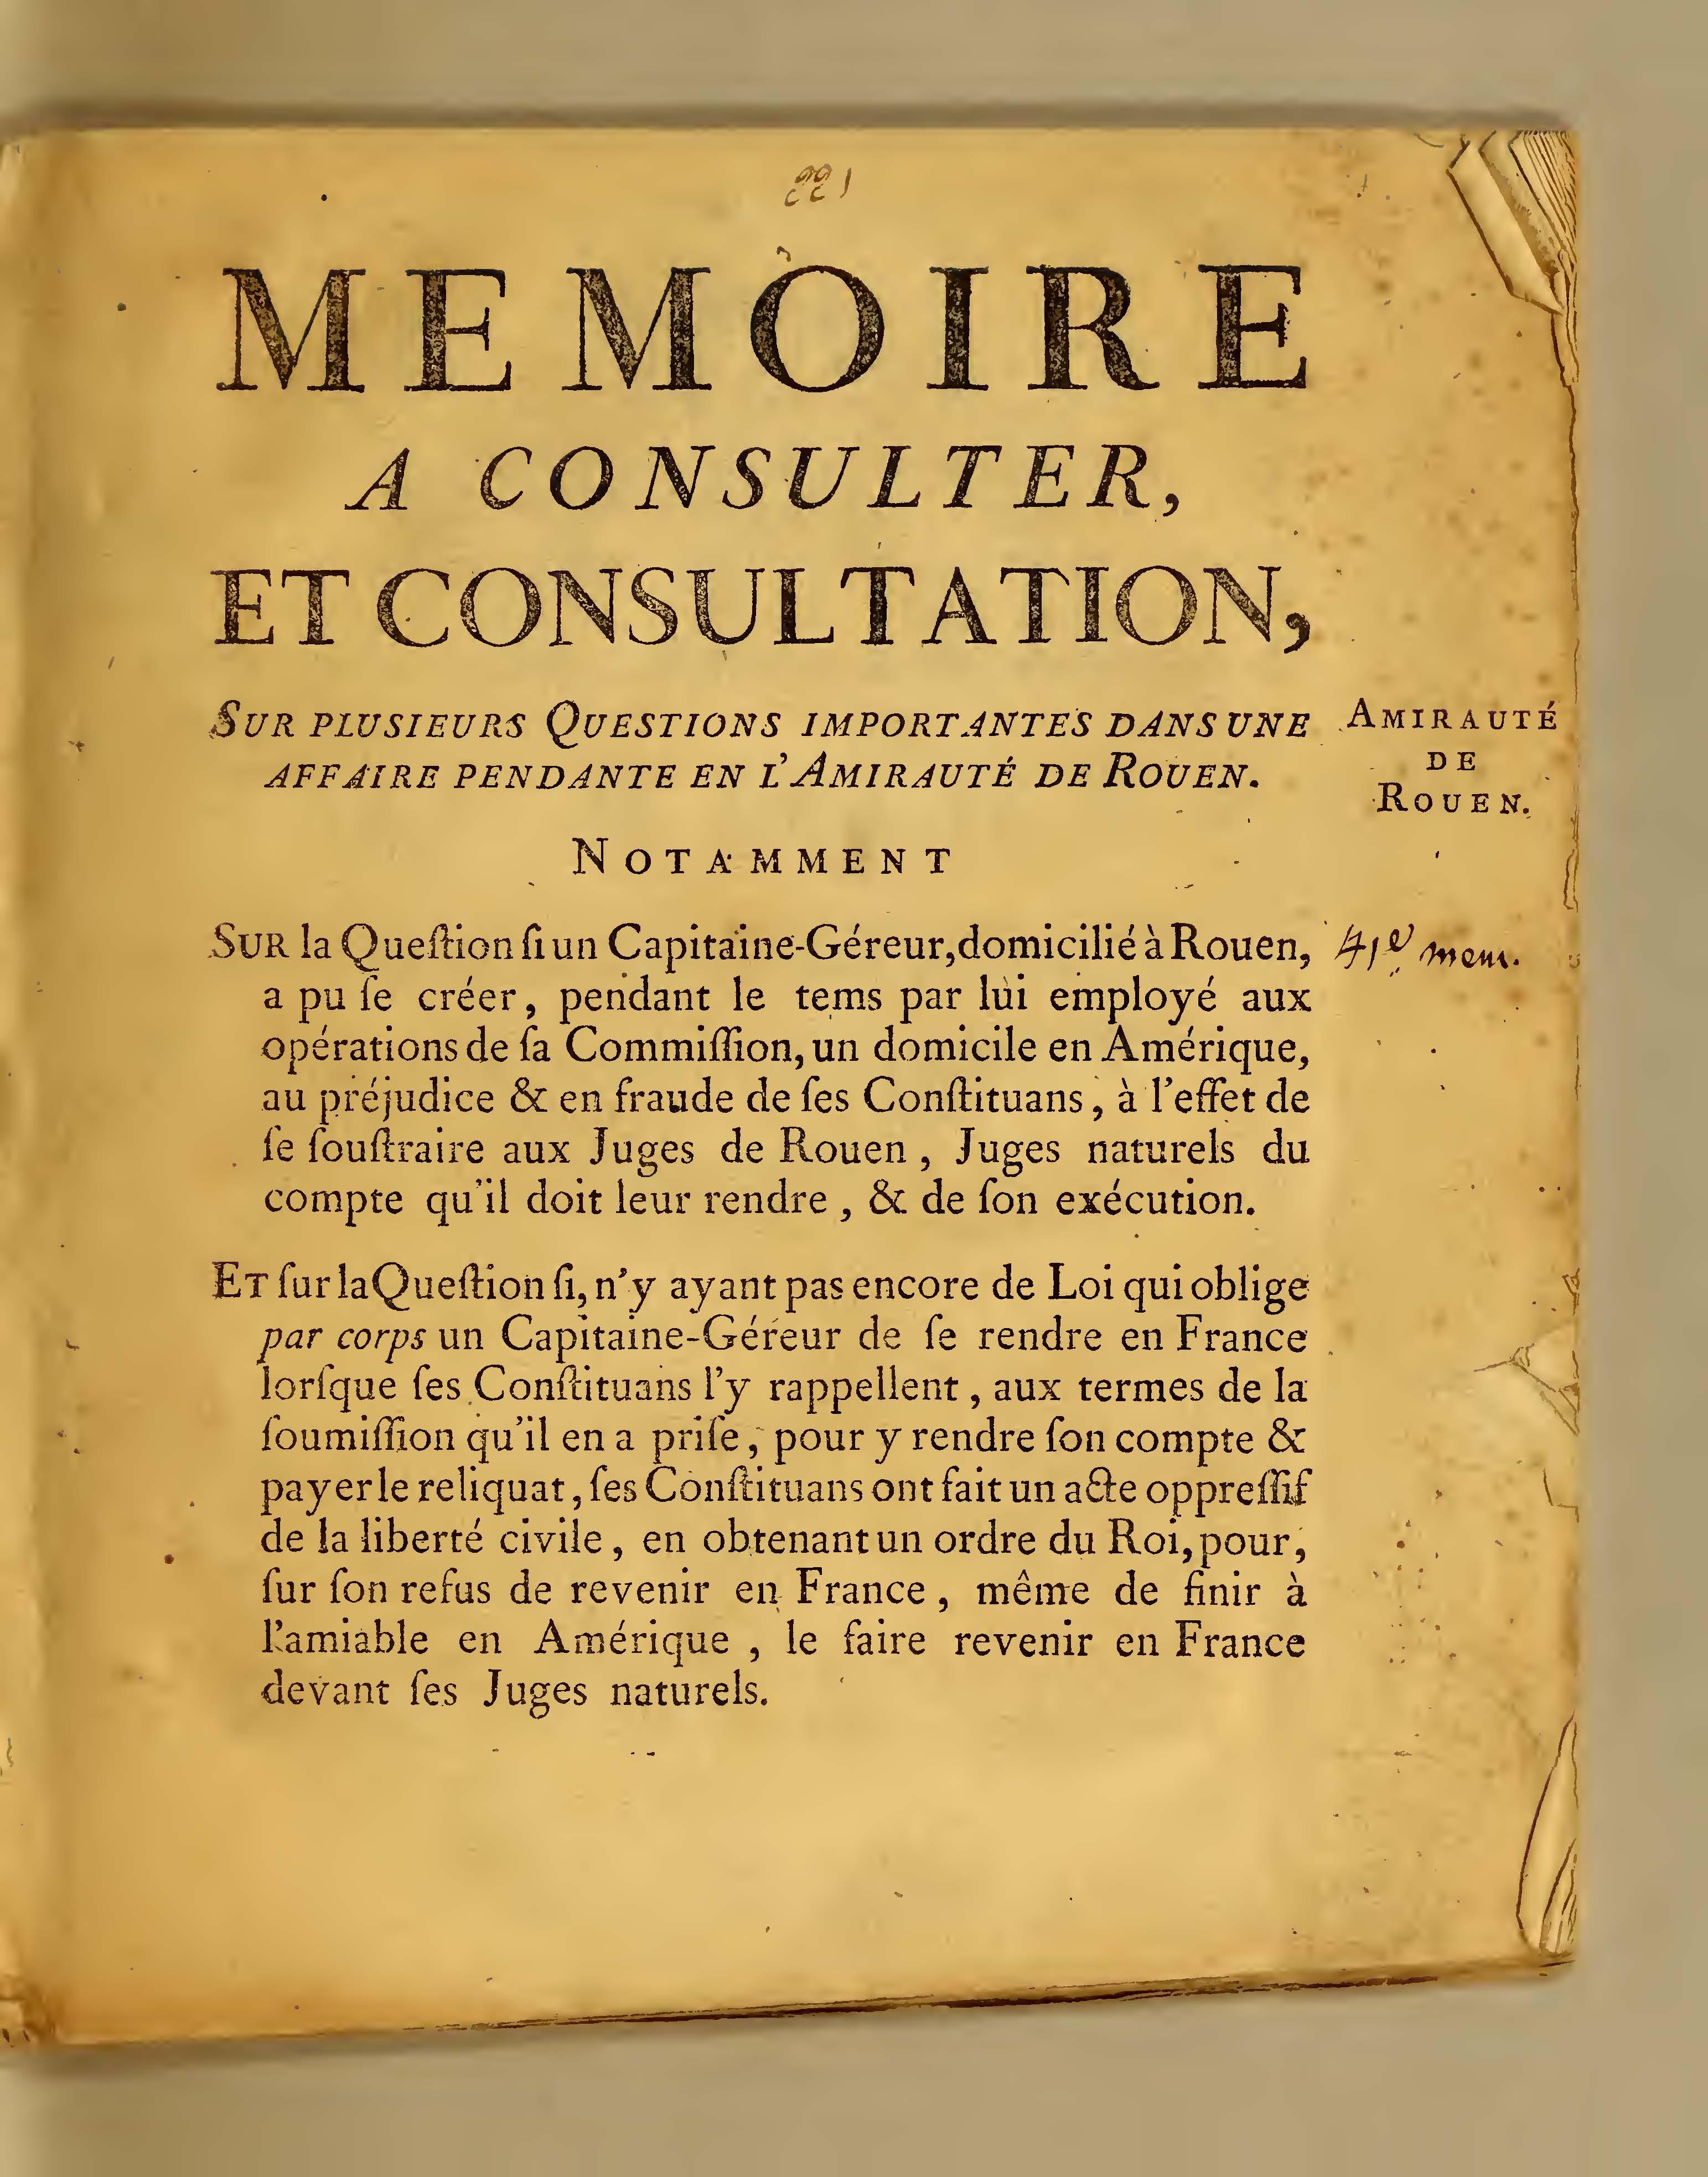 MEMOIRE
A CONSULTER,
ET CONSULTATION,
SUR PLUSIEURS QUESTIONS IMPORTANTES DANS UNE
AFFAIRE PENDANTE EN L'AMIRAUTÉ DE ROUEN.
AMIRAUTÉ
DE
ROUEN.
NOTAMMENT
SUR la Queſtion ſi un Capitaine-Géreur, domicilié à Rouen,
41e mem.
a pu ſe créer, pendant le tems par lui employé aux
opérations de ſa Commiſſion, un domicile en Amérique,
au préjudice & en fraude de ſes Conſtituans, à l'effet de
ſe ſouſtraire aux Juges de Rouen, Juges naturels du
compte qu'il doit leur rendre, & de ſon exécution.
ET ſur la Queſtion ſi, n'y ayant pas encore de Loi qui oblige
par corps un Capitaine-Géreur de ſe rendre en France
lorſque ſes Conſtituans l'y rappellent, aux termes de la
ſoumiſſion qu'il en a priſe, pour y rendre ſon compte &
payer le reliquat, ſes Conſtituans ont fait un acte oppreſſif
de la liberté civile, en obtenant un ordre du Roi, pour,
ſur ſon refus de revenir en France, même de finir à
l'amiable en Amérique, le faire revenir en France
devant ſes Juges naturels.